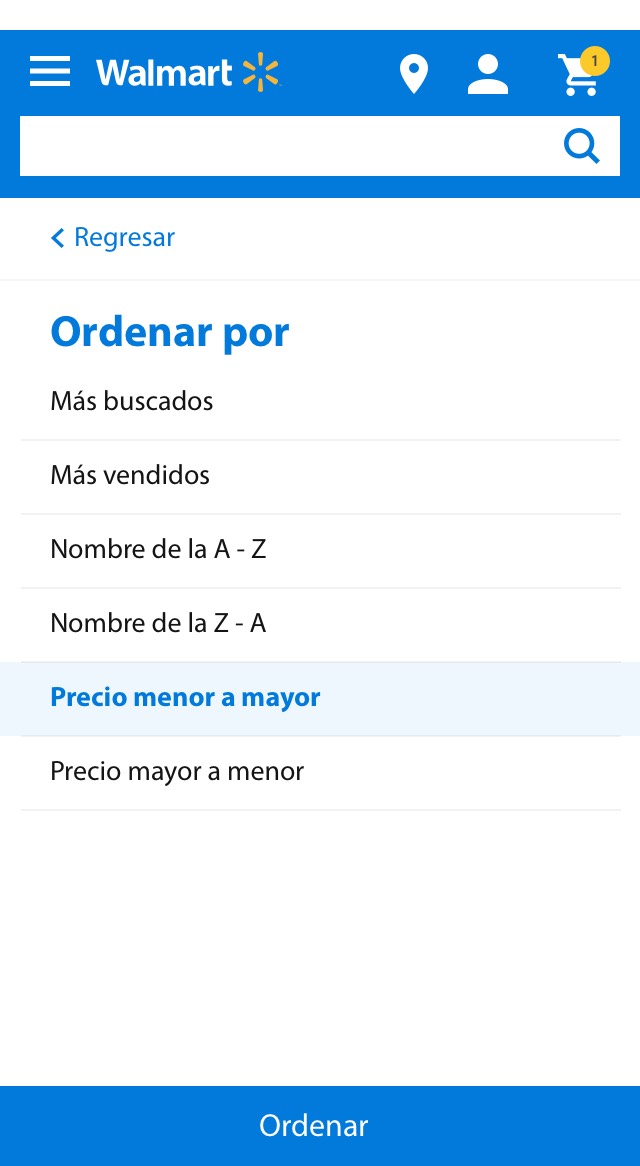 Walmart
1
Regresar
Ordenar por
Más buscados
Más vendidos
Nombre de la A - Z
Nombre de la Z - A
Precio menor a mayor
Precio mayor a menor
Ordenar